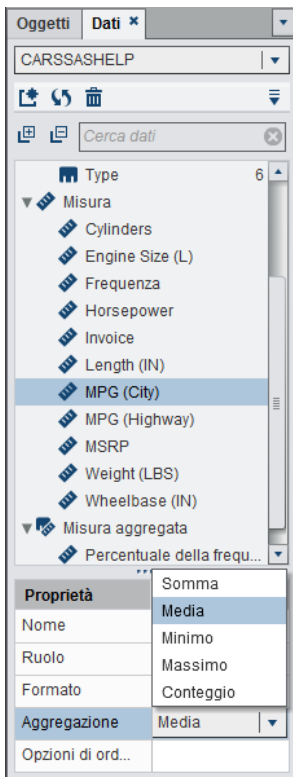 Oggetti Dati ×
CARSSASHELP
Cerca dati
Type 6
Misura
Cylinders
Engine Size (L)
Frequenza
Horsepower
Invoice
Length (IN)
MPG (City)
MPG (Highway)
MSRP
Weight (LBS)
Wheelbase (IN)
Misura aggregata
Percentuale della frequ...
Proprietà
Nome
Ruolo
Formato
Aggregazione Media
Opzioni di ord...
Somma
Media
Minimo
Massimo
Conteggio